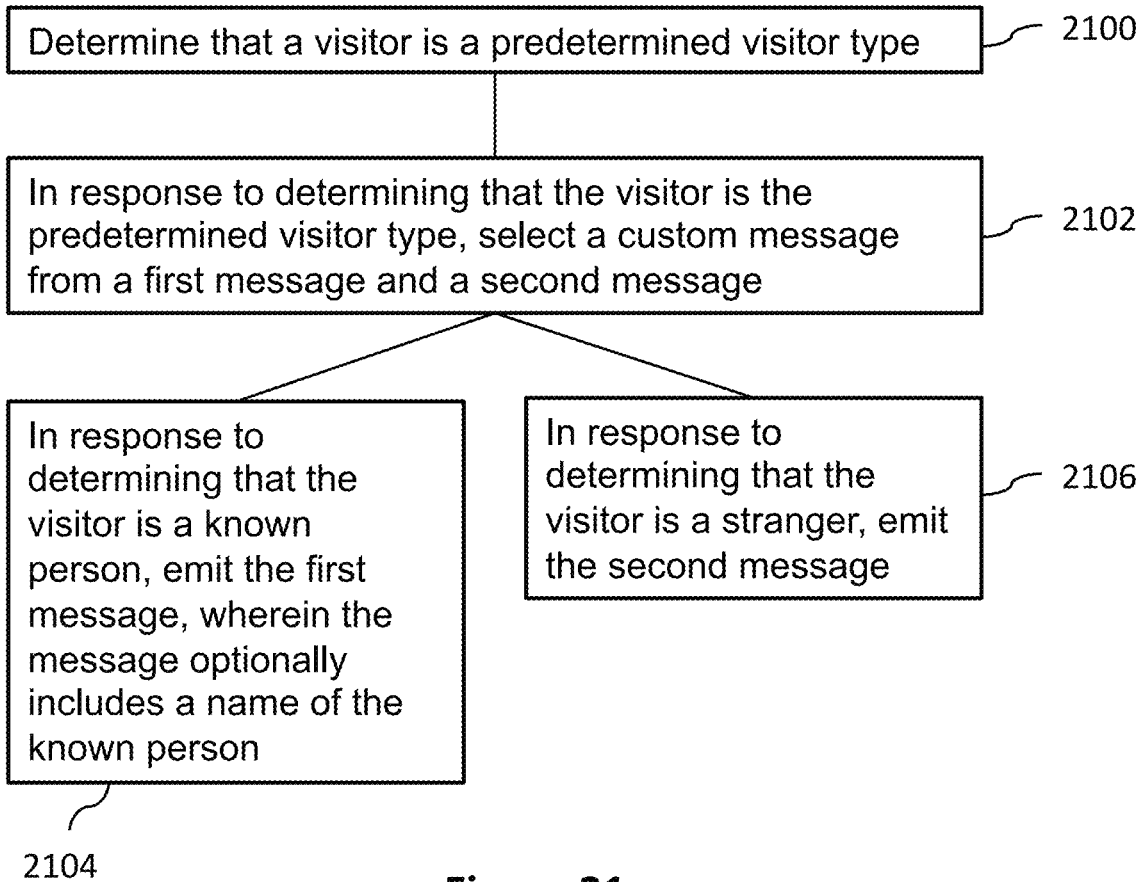 Determine that a visitor is a predetermined visitor type
2100
In response to determining that the visitor is the
predetermined visitor type, select a custom message
from a first message and a second message
2102
In response to
determining that the
visitor is a known
person, emit the first
message, wherein the
message optionally
includes a name of the
known person
2104
In response to
determining that the
visitor is a stranger, emit
the second message
2106